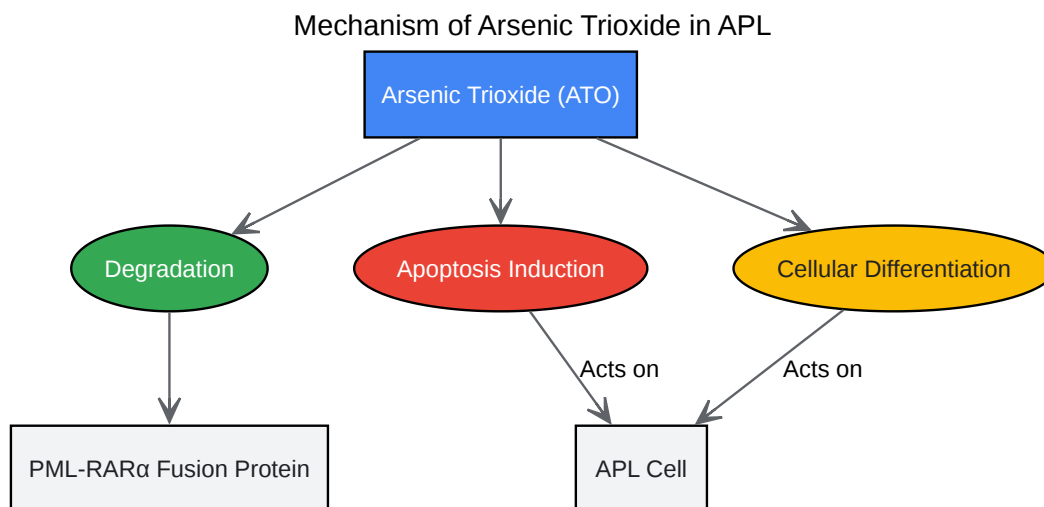 Mechanism of Arsenic Trioxide in APL
Arsenic Trioxide (ATO)
Degradation
Apoptosis Induction
Cellular Differentiation
Acts on
Acts on
PML-RARα Fusion Protein
APL Cell